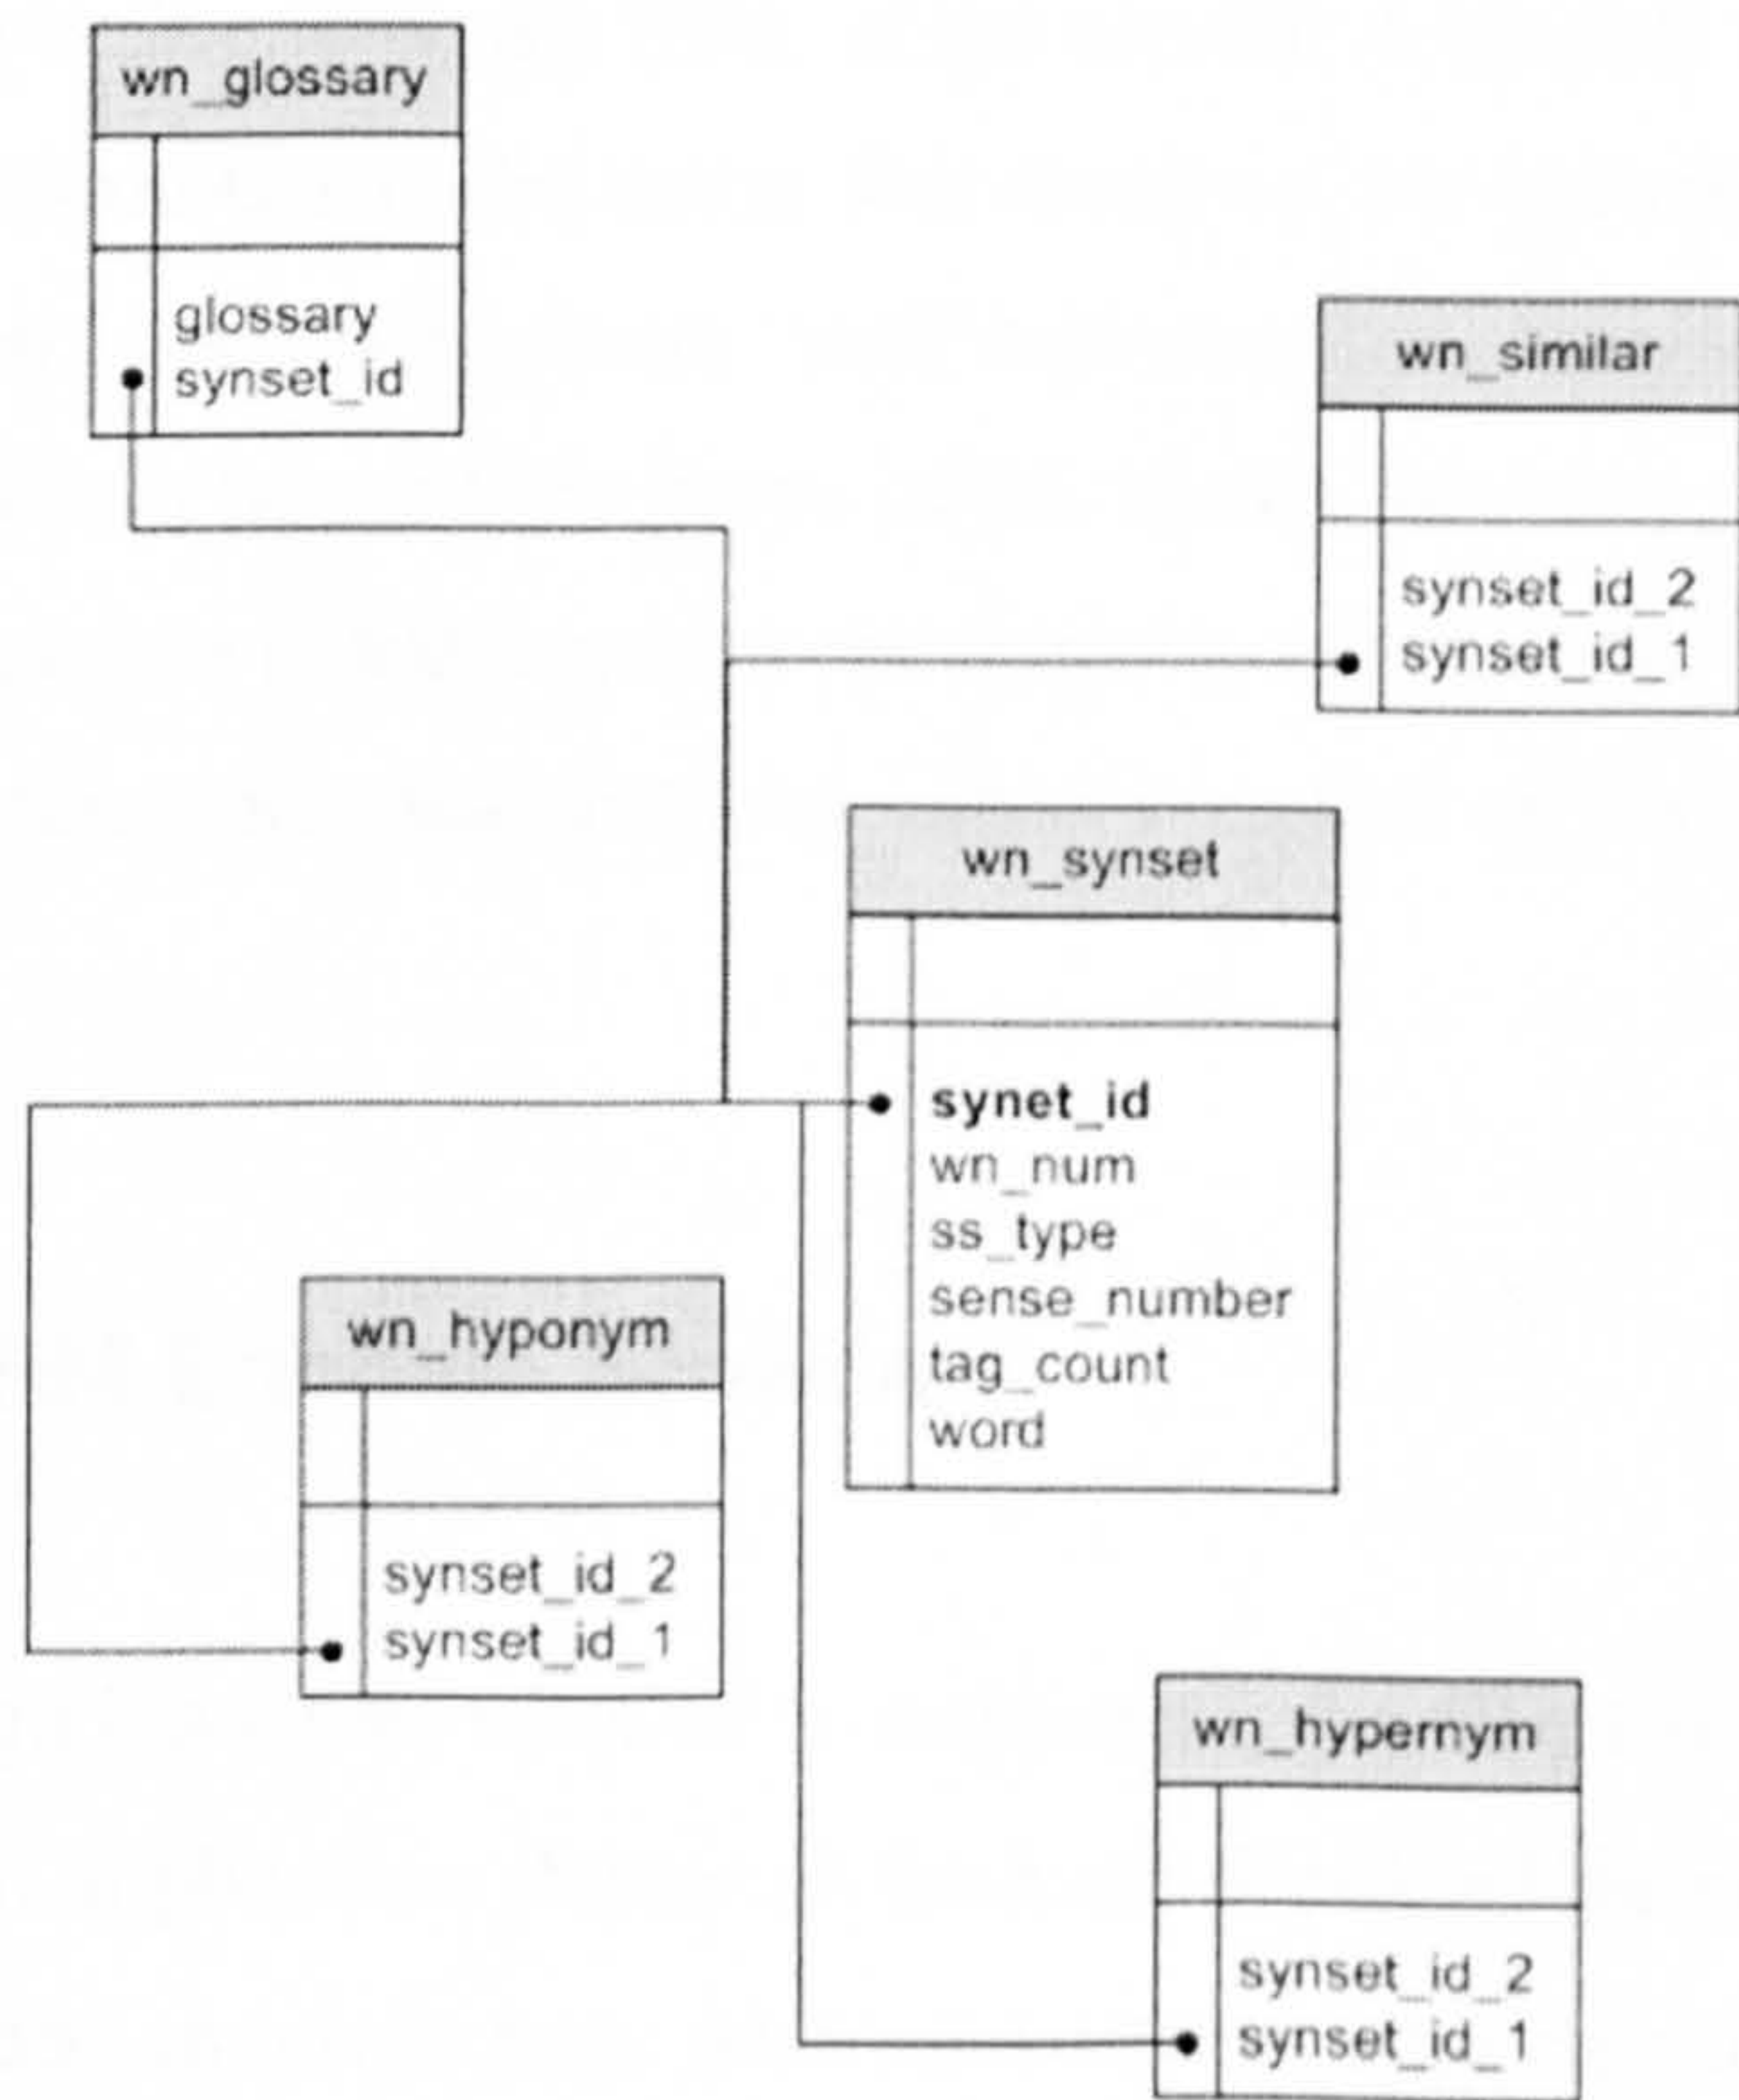 wn_glossary
glossary
synset_id
wn_similar
synset_id_2
synset_id_1
wn_synset
synet_id
wn_num
ss_type
sense_number
tag_count
word
wn_hyponym
synset_id_2
synset_id_1
wn_hypernym
synset_id_2
synset_id_1